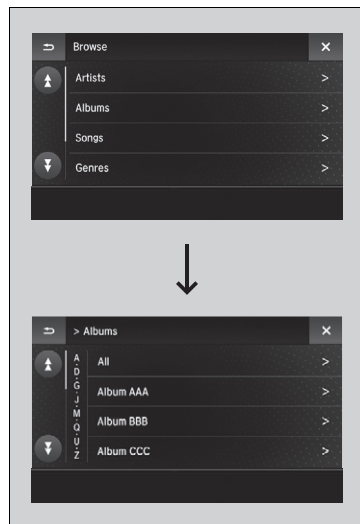 Browse
Artists >
Albums >
Songs >
Genres >
> Albums
A
·
D
·
G
·
J
·
M
·
Q
·
U
·
Z
All >
Album AAA >
Album BBB >
Album CCC >